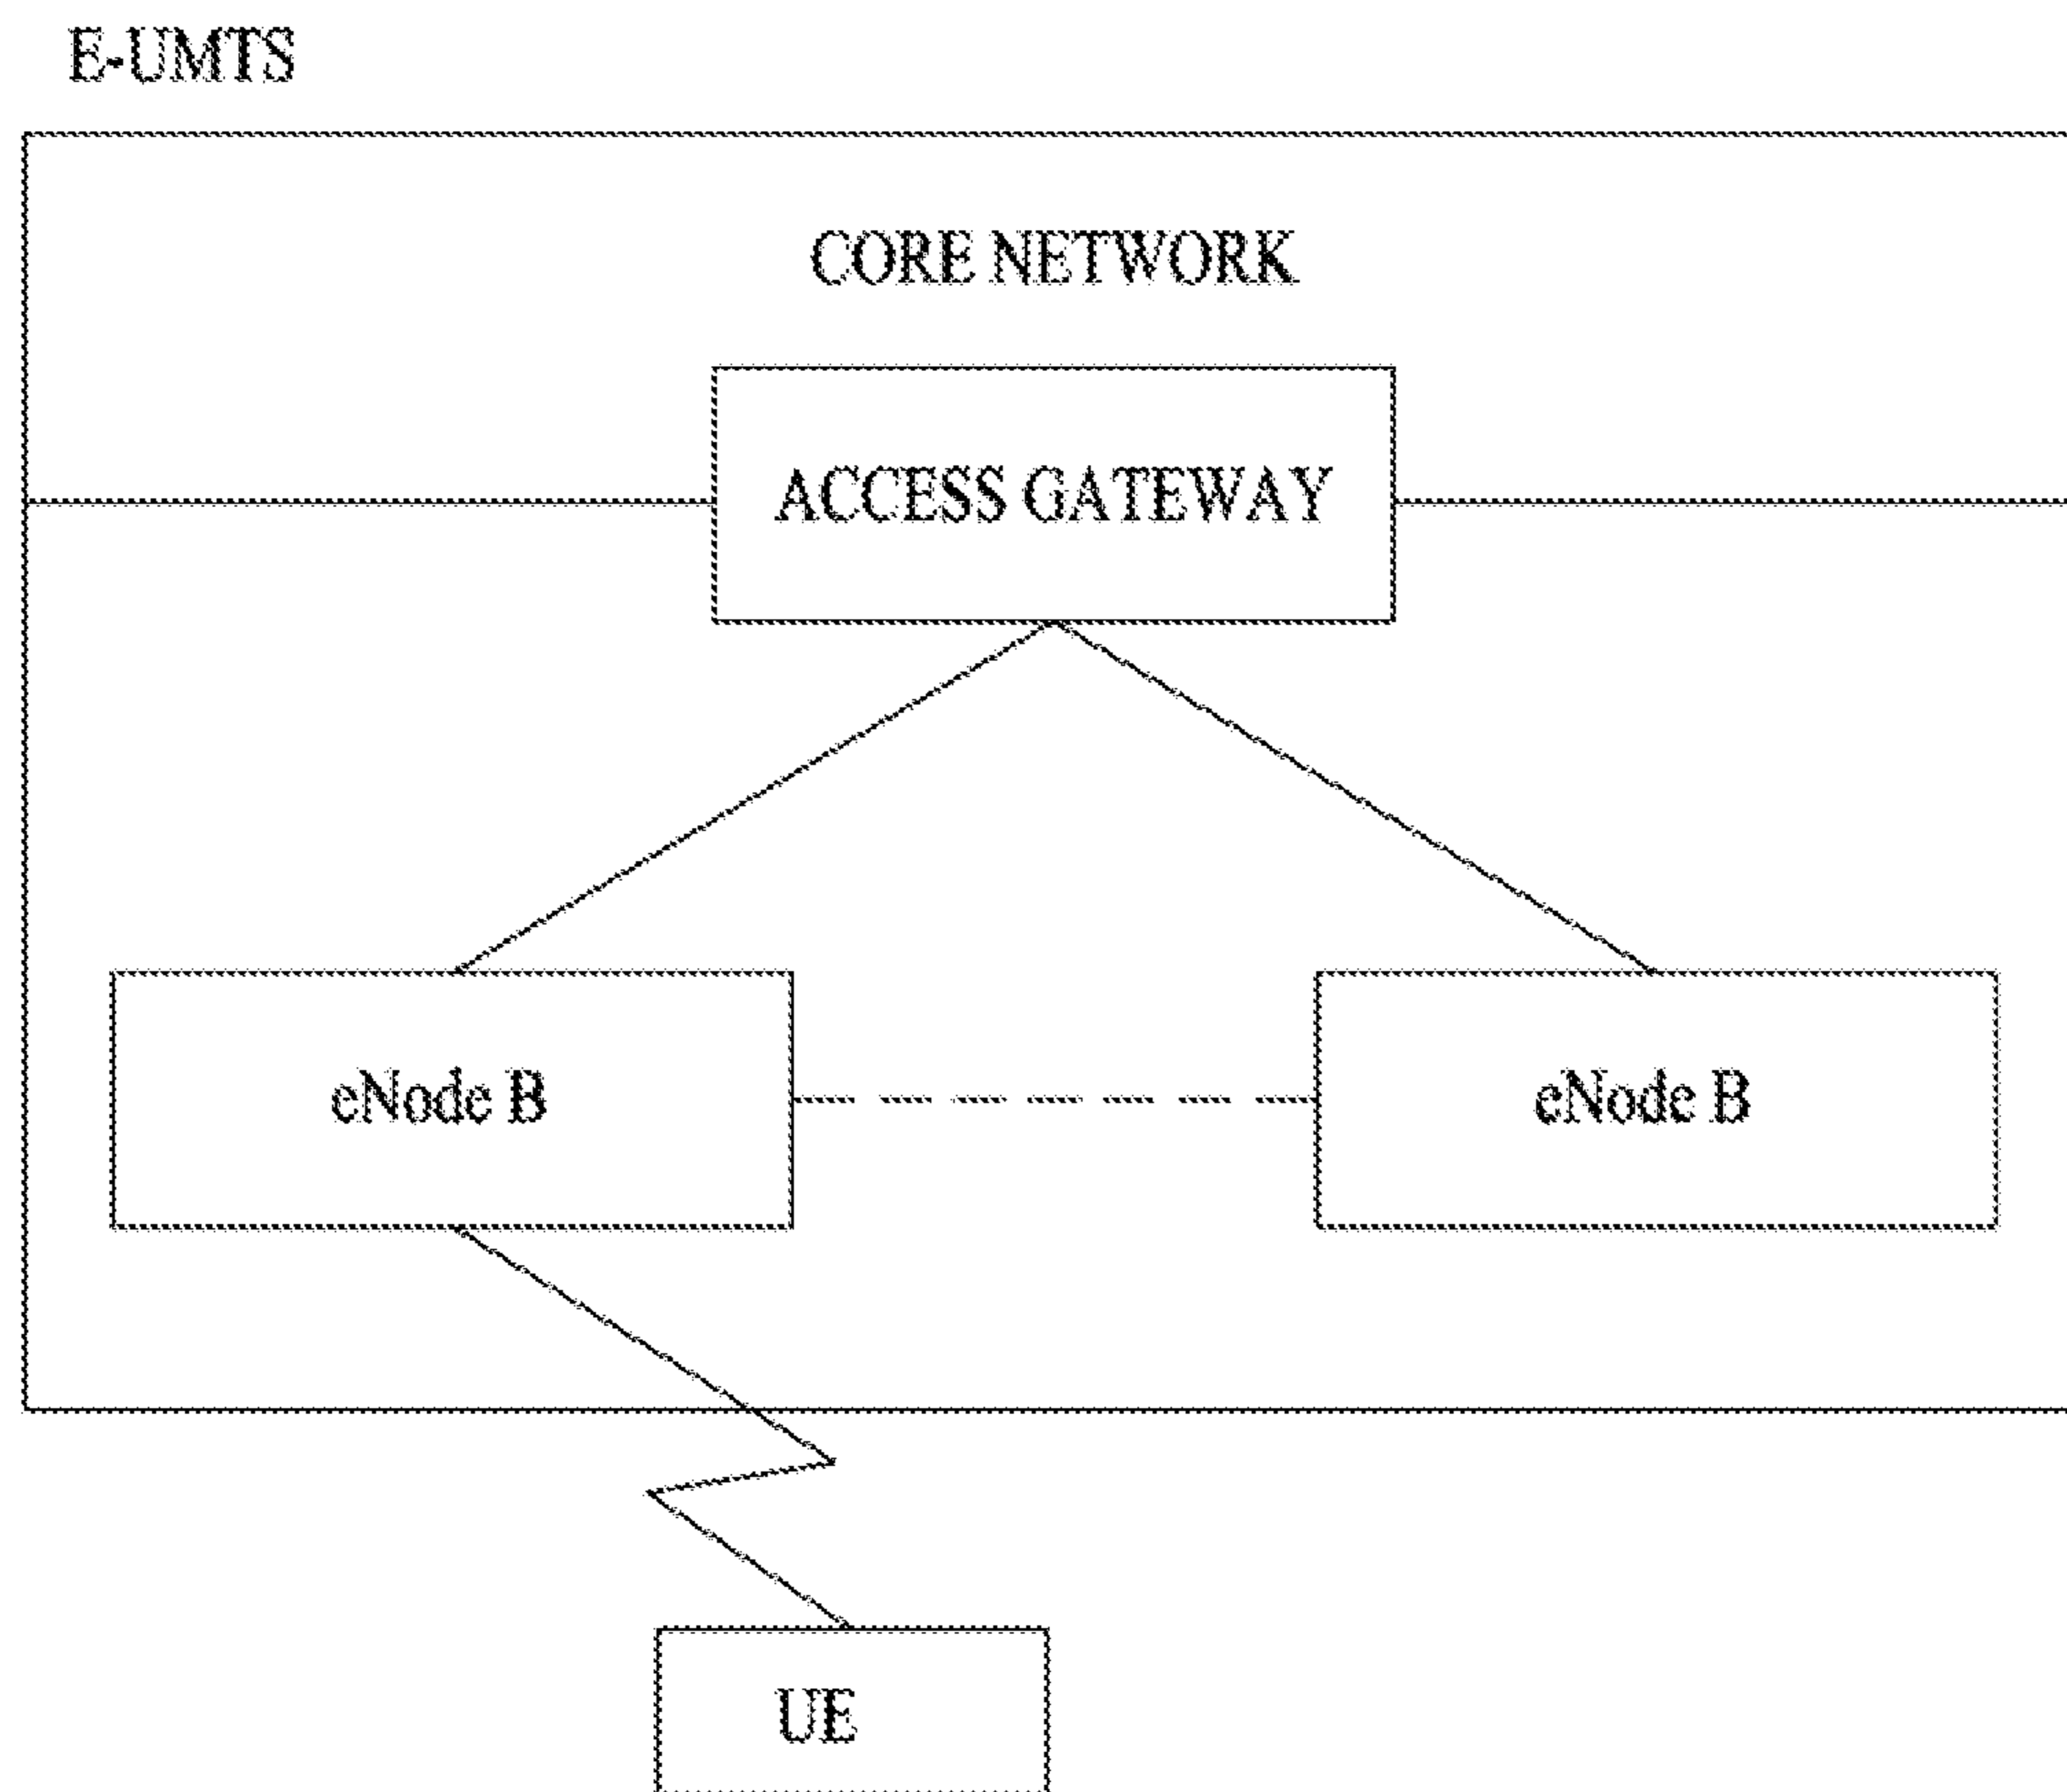 E-UMTS
CORE NETWORK
ACCESS GATEWAY
eNode B
eNode B
UE